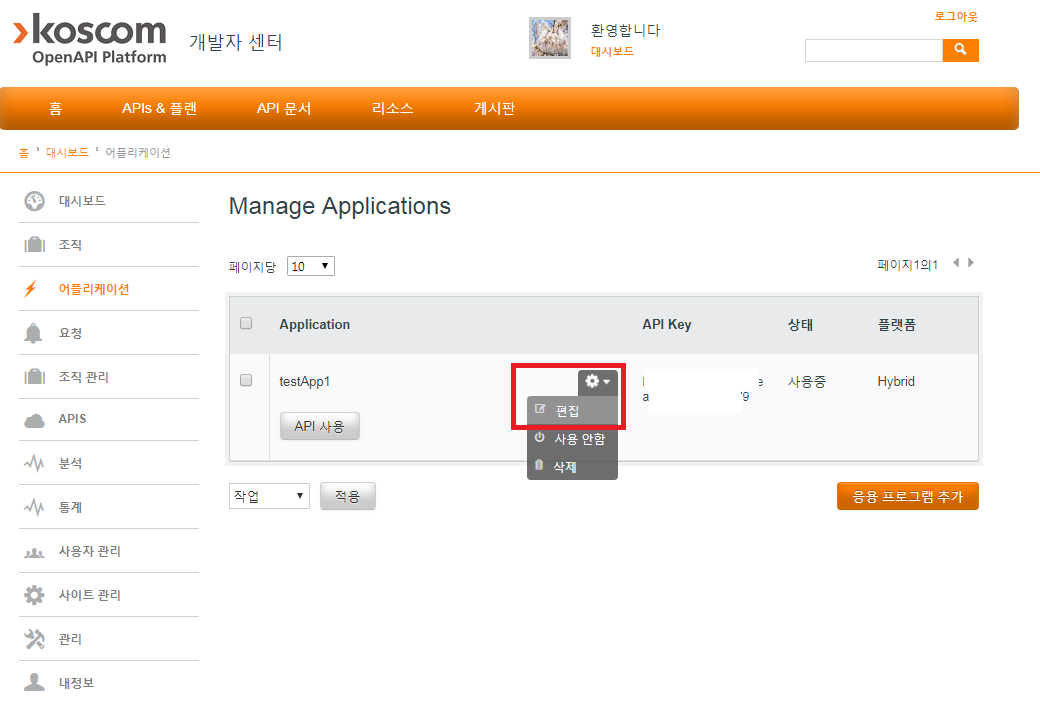 koscom
OpenAPI Platform
개발자 센터
환영합니다
대시보드
로그아웃
홈 APIs & 플랜 API 문서 리소스 게시판
홈 › 대시보드 › 어플리케이션
대시보드
조직
어플리케이션
요청
조직 관리
APIS
분석
통계
사용자 관리
사이트 관리
관리
내정보
Manage Applications
페이지당 10
페이지1의1
Application API Key 상태 플랫폼
testApp1
사용중 Hybrid
API 사용
편집
사용 안함
삭제
작업 적용
응용 프로그램 추가